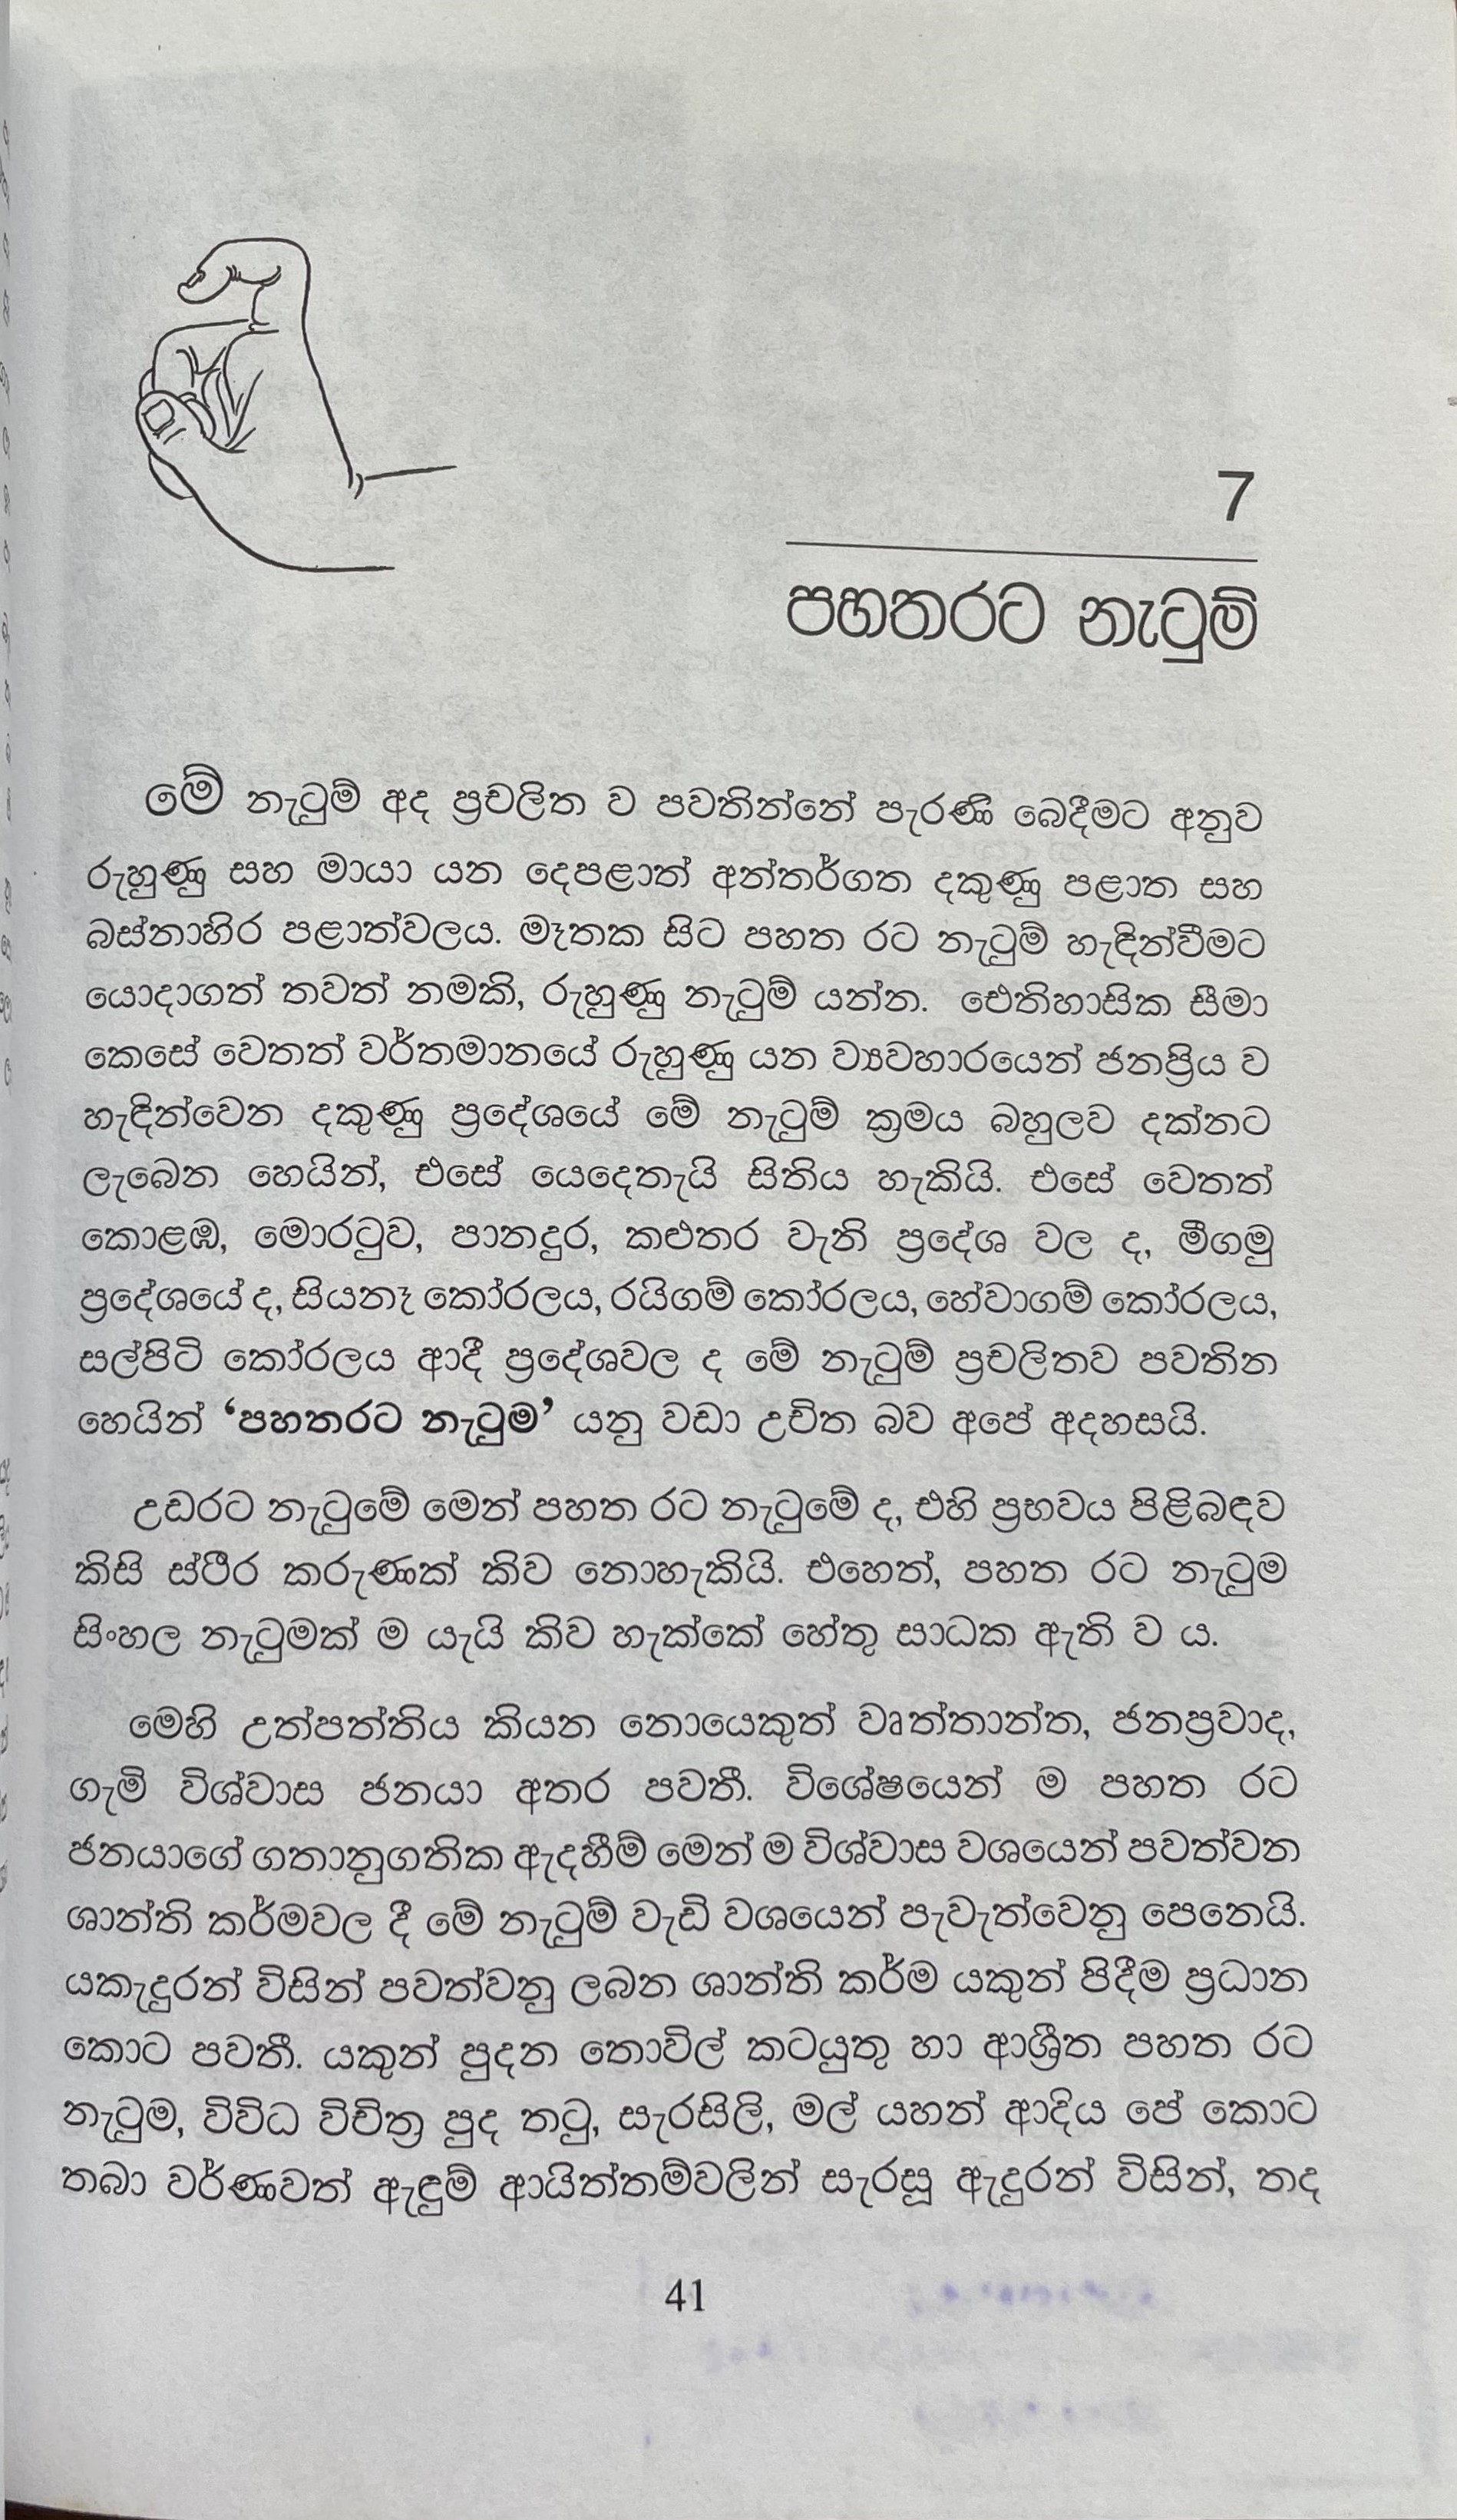 7
පහතරට නැටුම්
මේ නැටුම් අද ප්‍රචලිත ව පවතින්නේ පැරණි බෙදීමට අනුව
රුහුණු සහ මායා යන දෙපළාත් අන්තර්ගත දකුණු පළාත සහ
බස්නාහිර පළාත්වලය. මෑතක සිට පහත රට නැටුම් හැඳින්වීමට
යොදාගත් තවත් නමකි, රුහුණු නැටුම් යන්න. ඓතිහාසික සීමා
කෙසේ වෙතත් වර්තමානයේ රුහුණු යන ව්‍යවහාරයෙන් ජනප්‍රිය ව
හැඳින්වෙන දකුණු ප්‍රදේශයේ මේ නැටුම් ක්‍රමය බහුලව දක්නට
ලැබෙන හෙයින්, එසේ යෙදෙතැයි සිතිය හැකියි. එසේ වෙතත්
කොළඹ, මොරටුව, පානදුර, කළුතර වැනි ප්‍රදේශ වල ද, මීගමු
ප්‍රදේශයේ ද, සියනෑ කෝරලය, රයිගම් කෝරලය, හේවාගම් කෝරලය,
සල්පිටි කෝරලය ආදී ප්‍රදේශවල ද මේ නැටුම් ප්‍රචලිතව පවතින
හෙයින් ‘පහතරට නැටුම’ යනු වඩා උචිත බව අපේ අදහසයි.
උඩරට නැටුමේ මෙන් පහත රට නැටුමේ ද, එහි ප්‍රභවය පිළිබඳව
කිසි ස්ථිර කරුණක් කිව නොහැකියි. එහෙත්, පහත රට නැටුම
සිංහල නැටුමක් ම යැයි කිව හැක්කේ හේතු සාධක ඇති ව ය.
මෙහි උත්පත්තිය කියන නොයෙකුත් වෘත්තාන්ත, ජනප්‍රවාද,
ගැමි විශ්වාස ජනයා අතර පවතී. විශේෂයෙන් ම පහත රට
ජනයාගේ ගතානුගතික ඇදහීම් මෙන් ම විශ්වාස වශයෙන් පවත්වන
ශාන්ති කර්මවල දී මේ නැටුම් වැඩි වශයෙන් පැවැත්වෙනු පෙනෙයි.
යකැදුරන් විසින් පවත්වනු ලබන ශාන්ති කර්ම යකුන් පිදීම ප්‍රධාන
කොට පවතී. යකුන් පුදන තොවිල් කටයුතු හා ආශ්‍රීත පහත රට
නැටුම, විවිධ විචිත්‍ර පුද තටු, සැරසිලි, මල් යහන් ආදිය පේ කොට
තබා වර්ණවත් ඇඳුම් ආයිත්තම්වලින් සැරසූ ඇදුරන් විසින්, තද
41